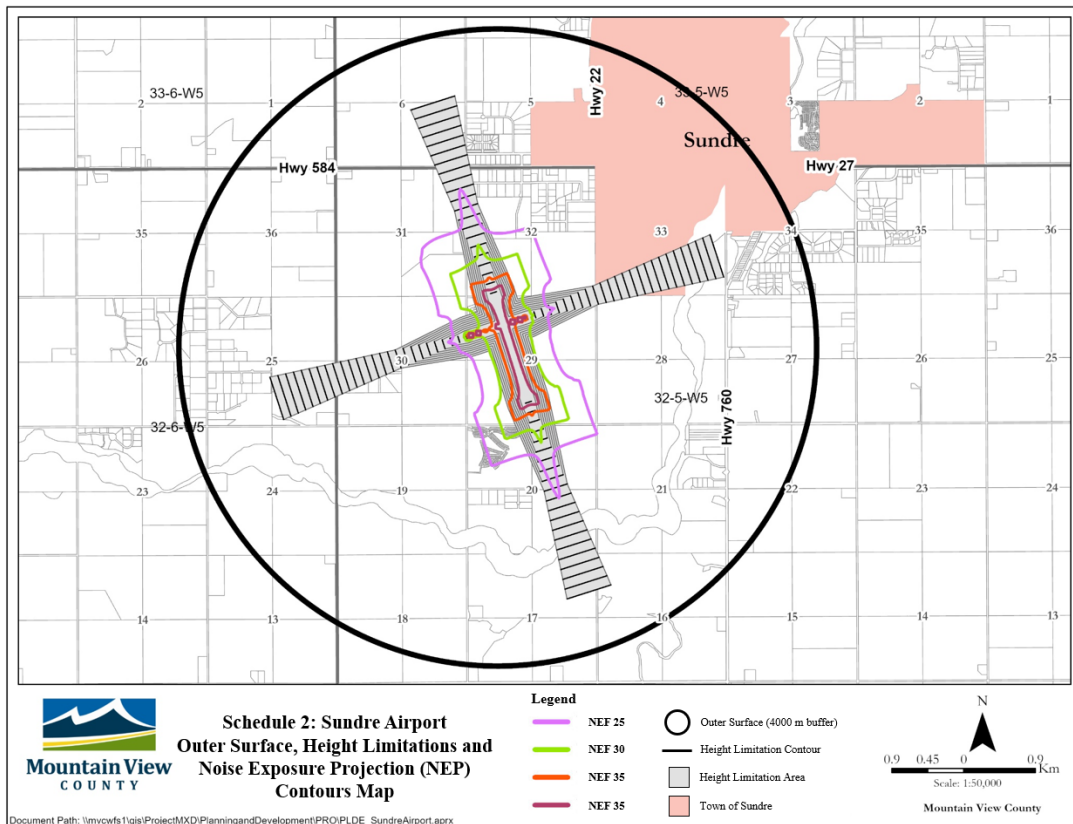 33-6-W5
2
1
6
5
Hwy 22
4
33-5-W5
3
2
1
Sundre
Hwy 584
Hwy 27
35
36
31
32
33
34
35
36
26
25
30
29
28
27
26
25
32-6-W5
32-5-W5
Hwy 760
23
24
19
20
21
22
23
24
14
13
18
17
16
15
14
13
Mountain View
COUNTY
Schedule 2: Sundre Airport
Outer Surface, Height Limitations and
Noise Exposure Projection (NEP)
Contours Map
Legend
NEF 25
NEF 30
NEF 35
NEF 35
Outer Surface (4000 m buffer)
Height Limitation Contour
Height Limitation Area
Town of Sundre
N
0.9 0.45 0 0.9
Km
Scale: 1:50,000
Mountain View County
Document Path: \\mvcwfs1\gis\ProjectMXD\PlanningandDevelopment\PRO\PLDE_SundreAirport.aprx